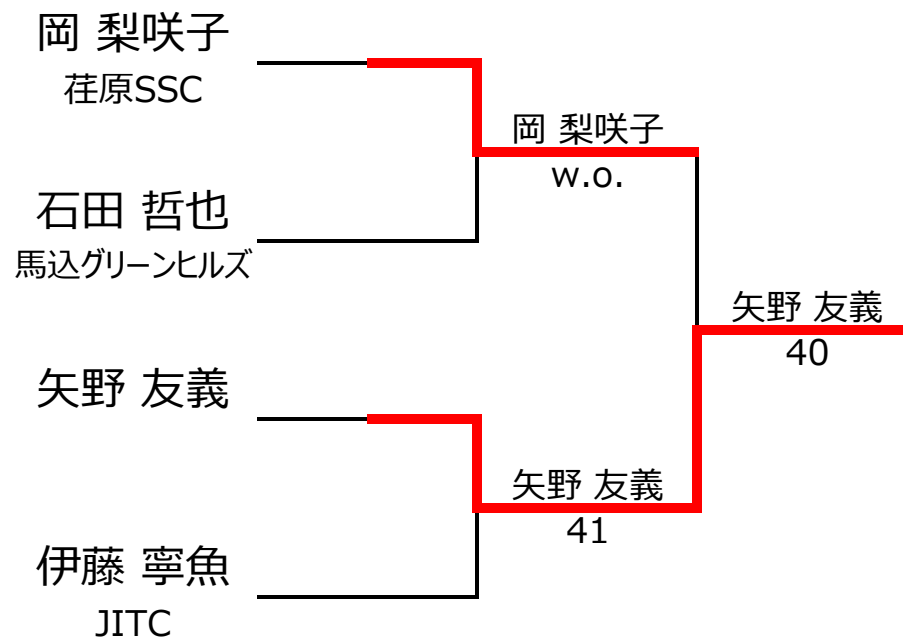 岡 梨咲子
荏原SSC
岡 梨咲子
w.o.
石田 哲也
馬込グリーンヒルズ
矢野 友義
40
矢野 友義
矢野 友義
41
伊藤 寧魚
JITC